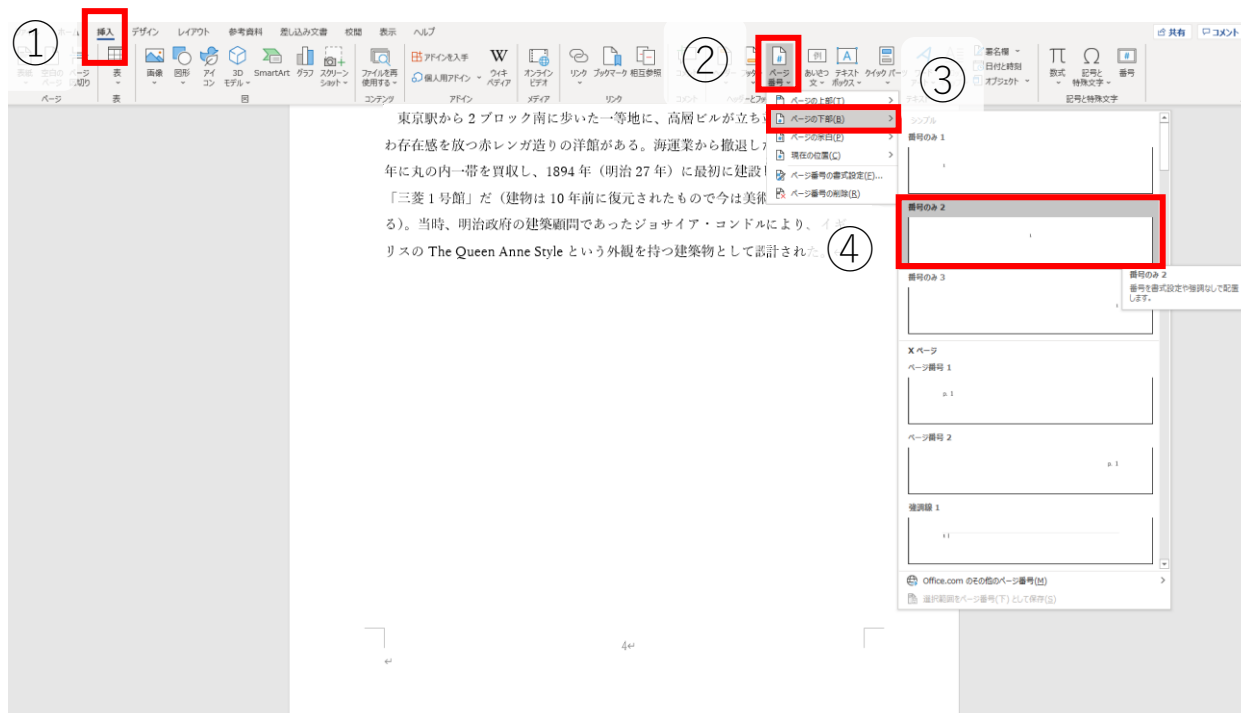 ①
挿入 デザイン レイアウト 参考資料 差し込み文書 校閲 表示 ヘルプ
共有 コメント
②
③
表
画像
図形
アイコン
3Dモデル
SmartArt
グラフ
スクリーンショット
ファイルを再使用する
アドインを入手
個人用アドイン
ウィキペディア
オンラインビデオ
リンク
ブックマーク
相互参照
ページ番号
あいさつ文
テキストボックス
署名欄
日付と時刻
オブジェクト
数式
記号と特殊文字
番号
ページ 表 図 コンテンツ アドイン メディア リンク 記号と特殊文字
ページの上部(T)
ページの下部(B)
ページの余白(P)
現在の位置(C)
ページ番号の書式設定(F)...
ページ番号の削除(R)
東京駅から 2 ブロック南に歩いた一等地に、高層ビルが立ち
わ存在感を放つ赤レンガ造りの洋館がある。海運業から撤退し
年に丸の内一帯を買収し、1894 年（明治 27 年）に最初に建設
「三菱 1 号館」だ（建物は 10 年前に復元されたもので今は美術
る）。当時、明治政府の建築顧問であったジョサイア・コンドルにより、イギ
リスの The Queen Anne Style という外観を持つ建築物として設計された。
④
シンプル
番号のみ 1
1
番号のみ 2
1
番号のみ 3
1
番号のみ 2
番号を書式設定や強調なしで配置
します。
X ページ
ページ番号 1
p. 1
ページ番号 2
p. 1
強調線 1
1 |
Office.com のその他のページ番号(M)
選択範囲をページ番号(下) として保存(S)
4↵
↵